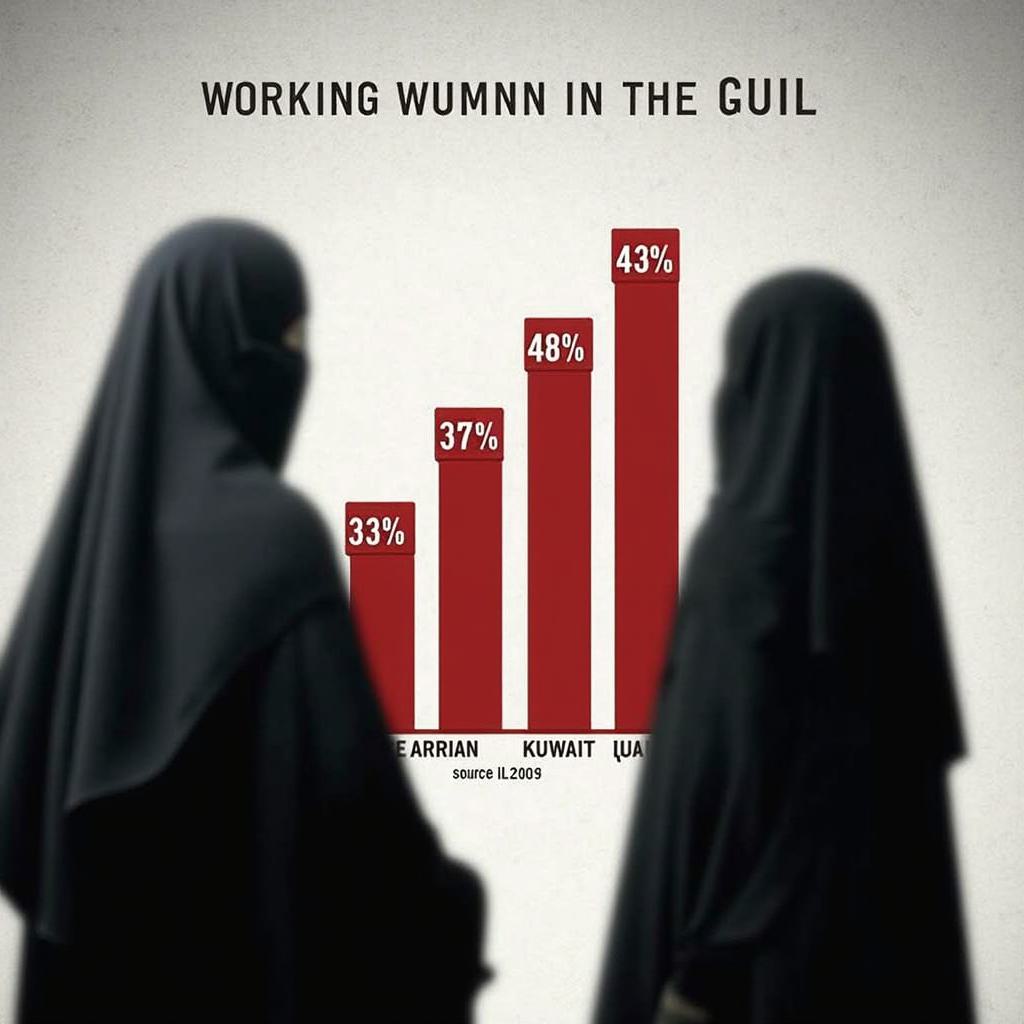 WORKING WUMNN IN THE GUIL
43%
48%
37%
33%
E ARRIAN KUWAIT
source IL2009